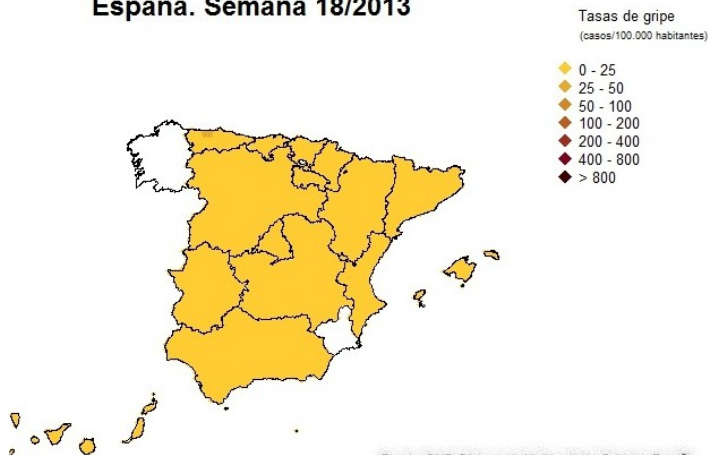 España. Semana 18/2013
Tasas de gripe
(casos/100.000 habitantes)
0 - 25
25 - 50
50 - 100
100 - 200
200 - 400
400 - 800
> 800